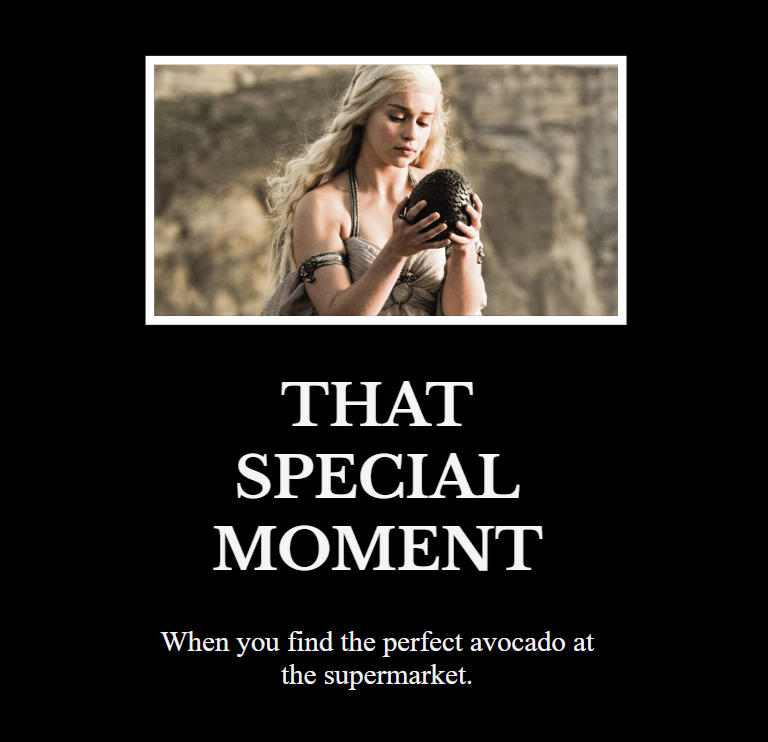 THAT
SPECIAL
MOMENT
When you find the perfect avocado at
the supermarket.